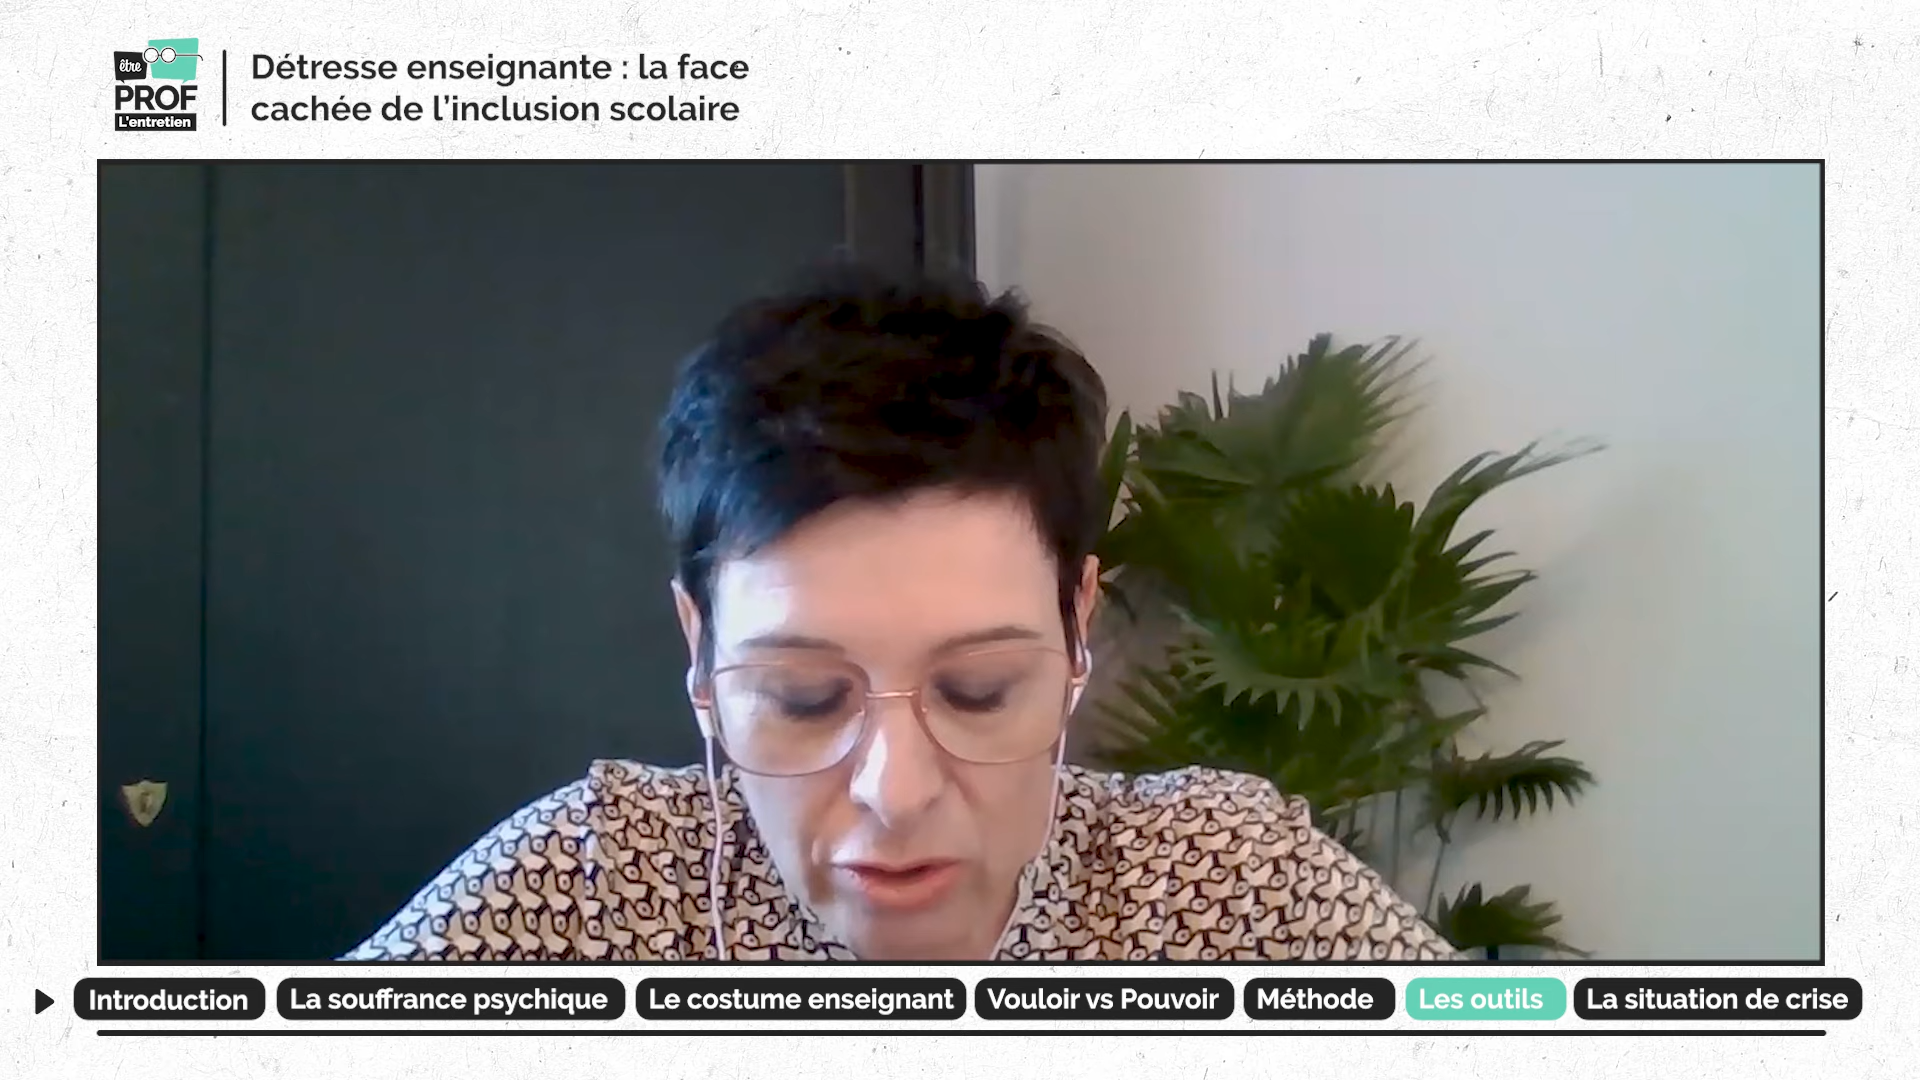 être
PROF
L'entretien
Détresse enseignante : la face
cachée de l'inclusion scolaire
Introduction
La souffrance psychique
Le costume enseignant
Vouloir vs Pouvoir
Méthode
Les outils
La situation de crise